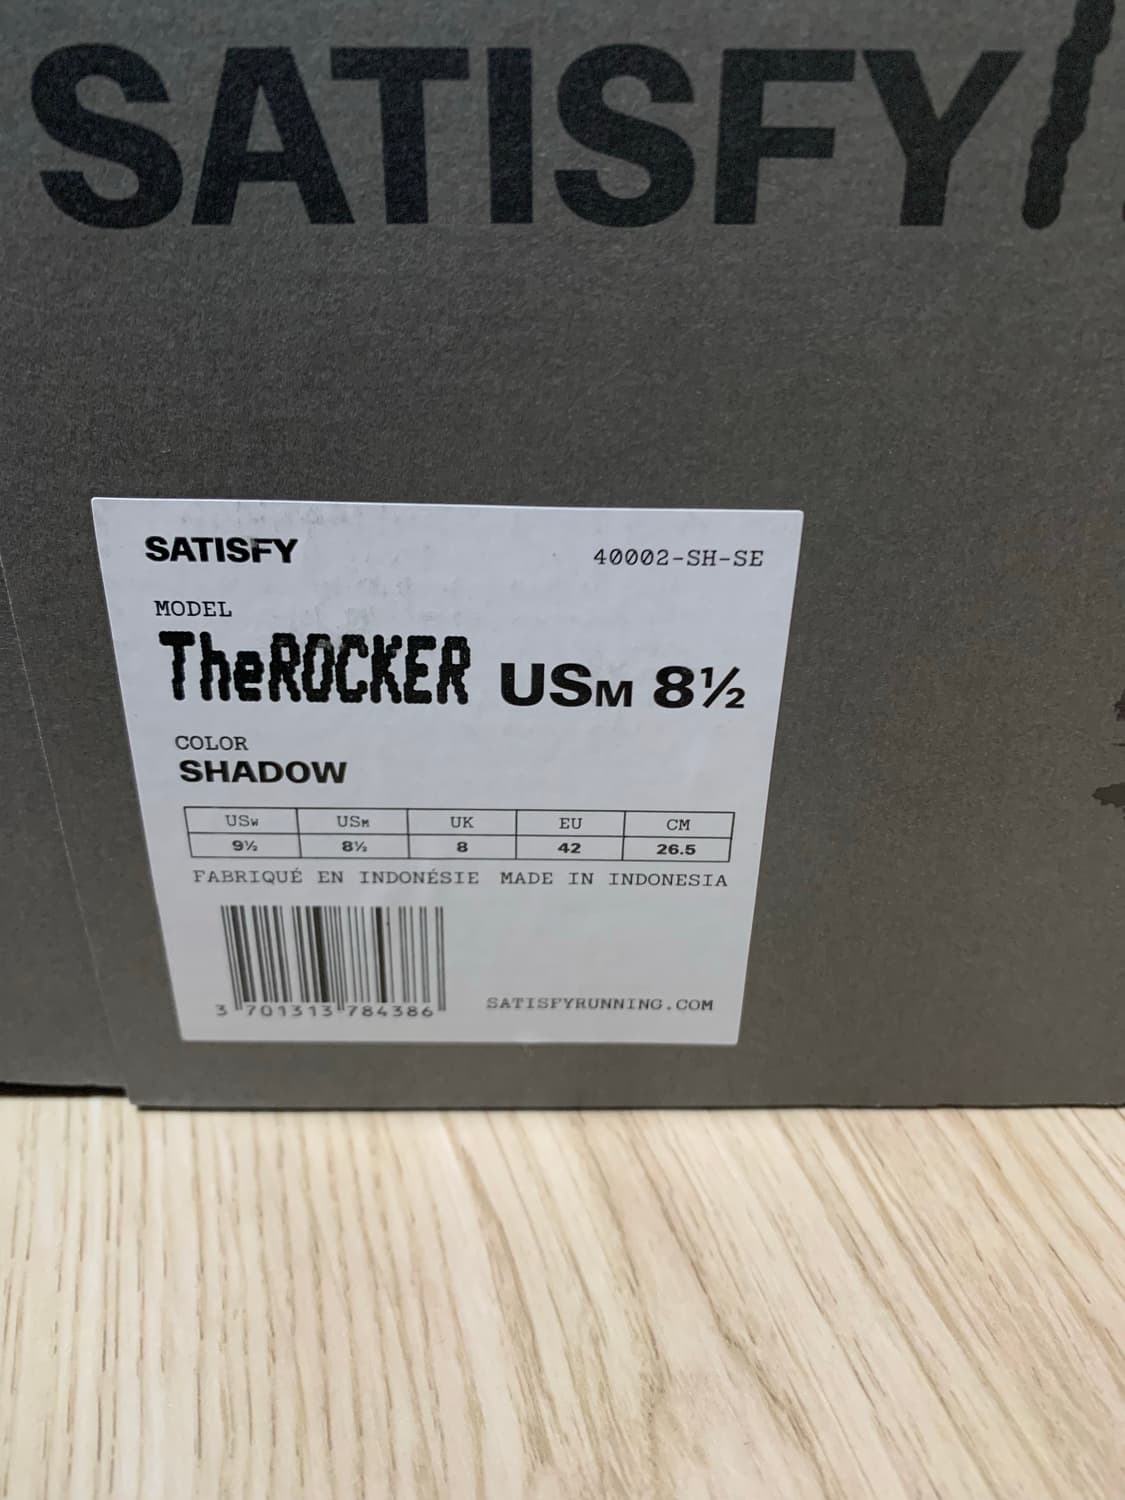 SATISFY/
SATISFY
40002-SH-SE
MODEL
TheROCKER USM 8½
COLOR
SHADOW
USW USM UK EU CM
9½ 8½ 8 42 26.5
FABRIQUÉ EN INDONÉSIE MADE IN INDONESIA
3 701313 784386
SATISFYRUNNING.COM